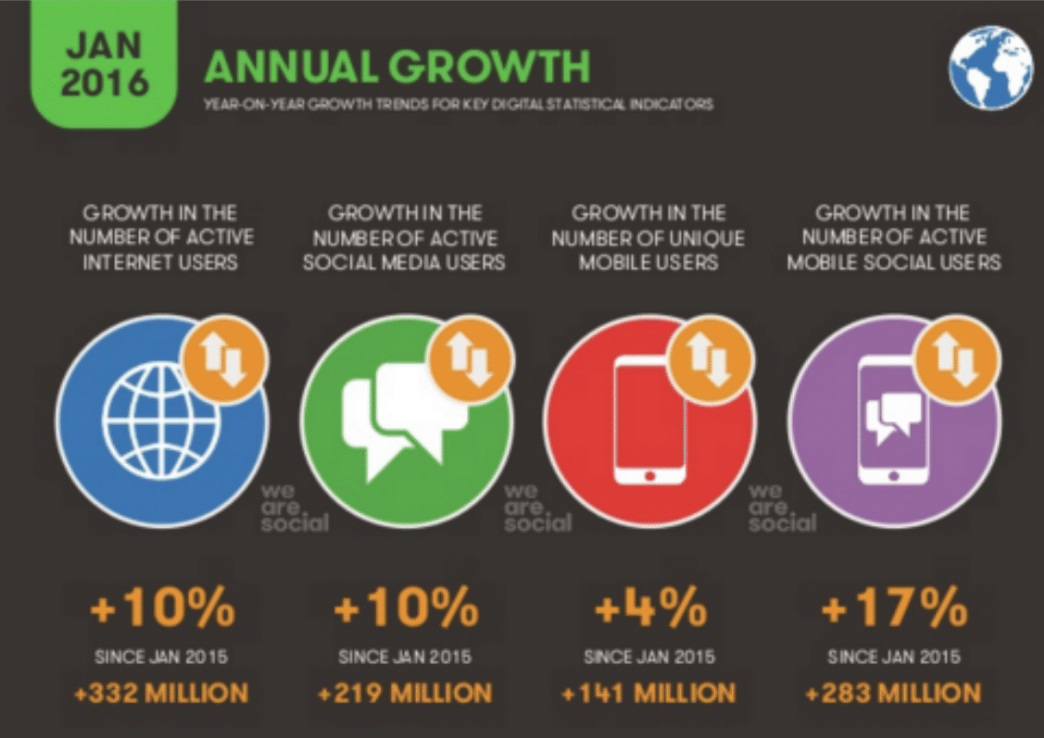 JAN
2016
ANNUAL GROWTH
YEAR-ON-YEAR GROWTH TRENDS FOR KEY DIGITAL STATISTICAL INDICATORS
GROWTH IN THE
NUMBER OF ACTIVE
INTERNET USERS
GROWTH IN THE
NUMBER OF ACTIVE
SOCIAL MEDIA USERS
GROWTH IN THE
NUMBER OF UNIQUE
MOBILE USERS
GROWTH IN THE
NUMBER OF ACTIVE
MOBILE SOCIAL USERS
we
are
social
we
are
social
we
are
social
+10%
SINCE JAN 2015
+332 MILLION
+10%
SINCE JAN 2015
+219 MILLION
+4%
SINCE JAN 2015
+141 MILLION
+17%
SINCE JAN 2015
+283 MILLION